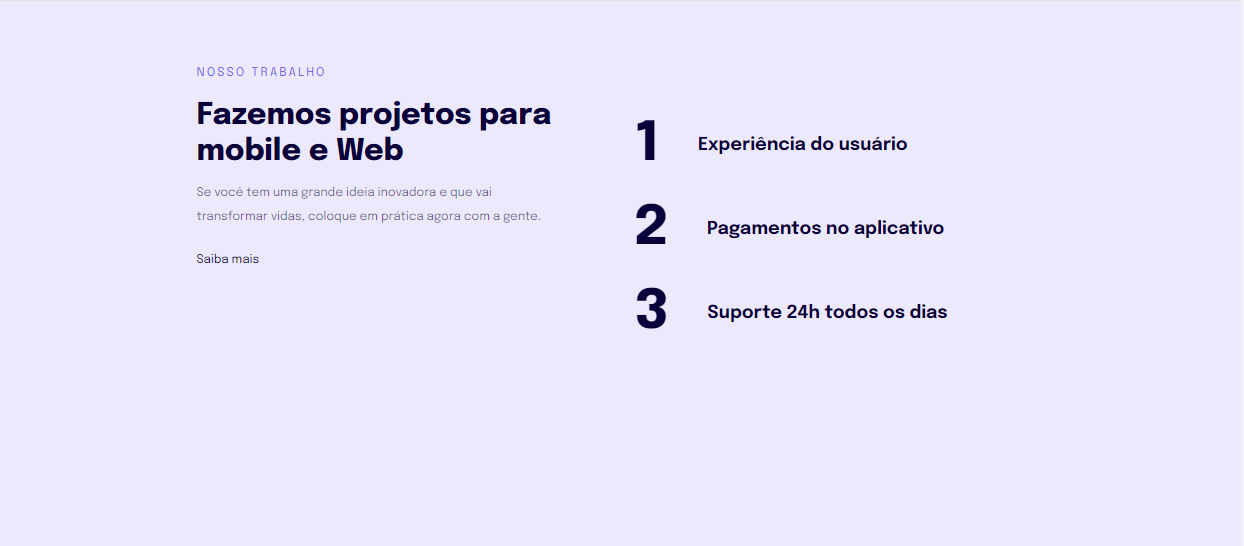 NOSSO TRABALHO
Fazemos projetos para
mobile e Web
Se você tem uma grande ideia inovadora e que vai
transformar vidas, coloque em prática agora com a gente.
Saiba mais
1 Experiência do usuário
2 Pagamentos no aplicativo
3 Suporte 24h todos os dias